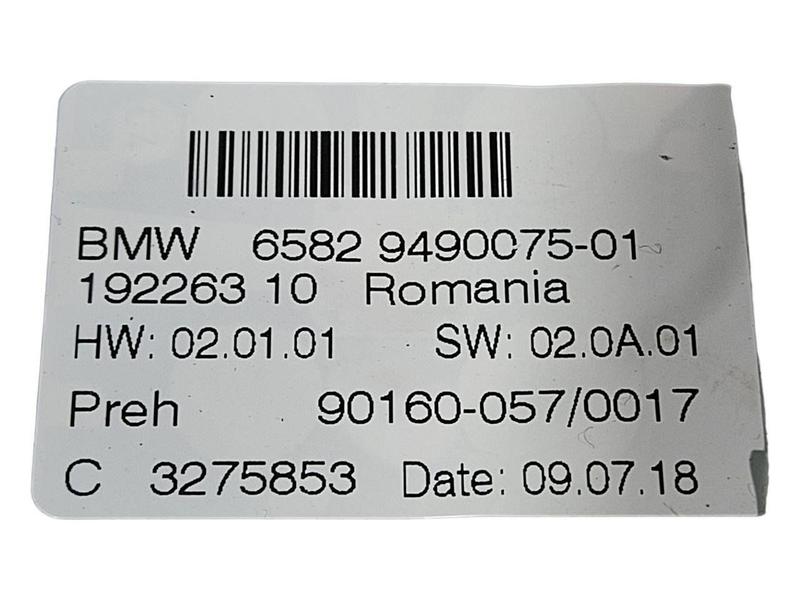 BMW 6582 9490075-01
192263 10 Romania
HW: 02.01.01 SW: 02.0A.01
Preh 90160-057/0017
C 3275853 Date: 09.07.18